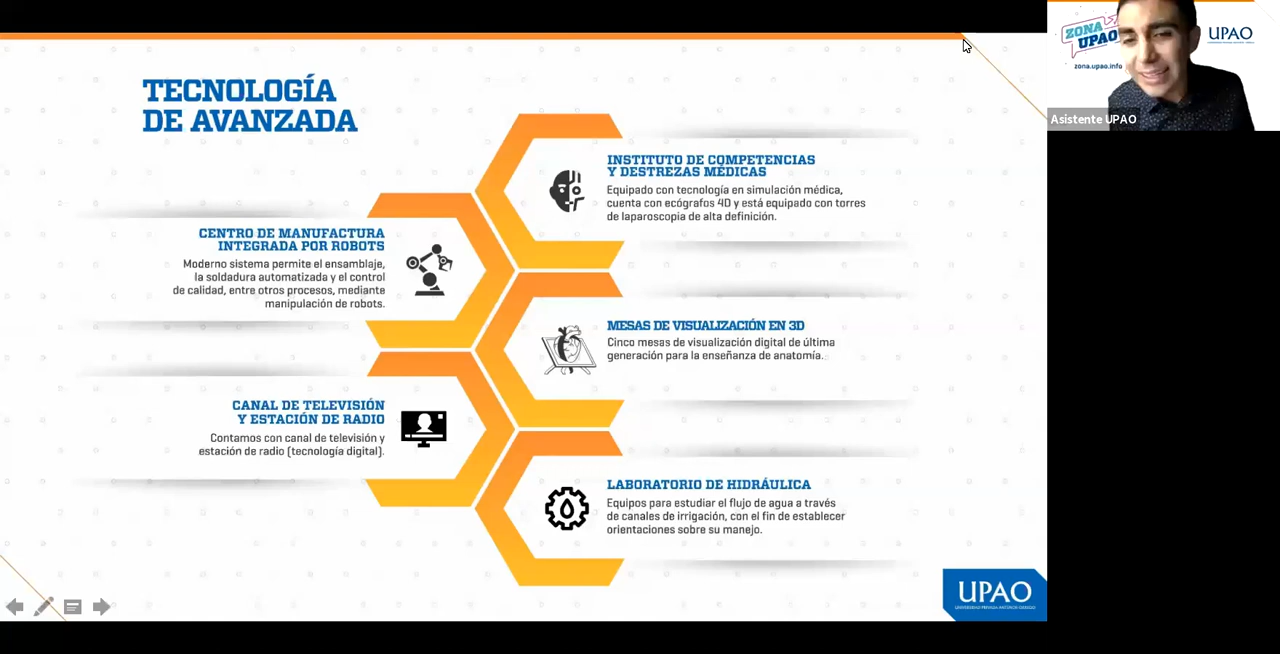 TECNOLOGÍA
DE AVANZADA
INSTITUTO DE COMPETENCIAS
Y DESTREZAS MÉDICAS
Equipado con tecnología en simulación médica,
cuenta con ecógrafos 4D y está equipado con torres
de laparoscopia de alta definición.
CENTRO DE MANUFACTURA
INTEGRADA POR ROBOTS
Moderno sistema permite el ensamblaje,
la soldadura automatizada y el control
de calidad, entre otros procesos, mediante
manipulación de robots.
MESAS DE VISUALIZACIÓN EN 3D
Cinco mesas de visualización digital de última
generación para la enseñanza de anatomía.
CANAL DE TELEVISIÓN
Y ESTACIÓN DE RADIO
Contamos con canal de televisión y
estación de radio (tecnología digital).
LABORATORIO DE HIDRÁULICA
Equipos para estudiar el flujo de agua a través
de canales de irrigación, con el fin de establecer
orientaciones sobre su manejo.
UPAO
UNIVERSIDAD PRIVADA ANTENOR ORREGO
ZONA
UPAO
zona.upao.info
UPAO
Asistente UPAO